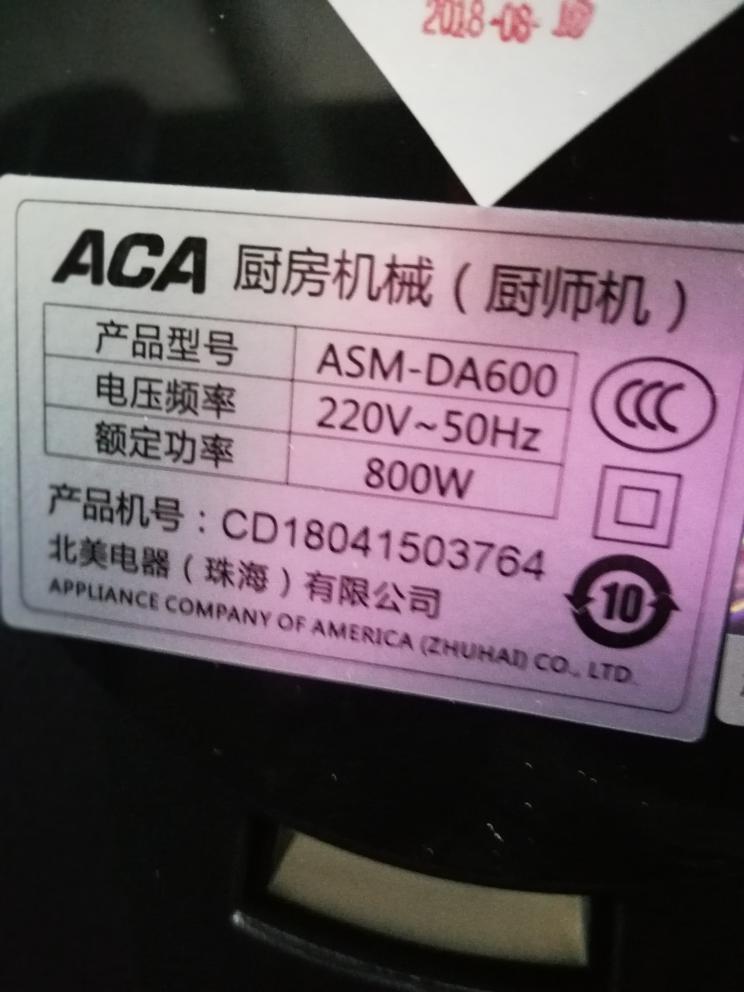 2018-08-10
ACA 厨房机械（厨师机）
产品型号 ASM-DA600
电压频率 220V~50Hz
额定功率 800W
产品机号：CD18041503764
北美电器（珠海）有限公司
APPLIANCE COMPANY OF AMERICA (ZHUHAI) CO., LTD.
CCC
10